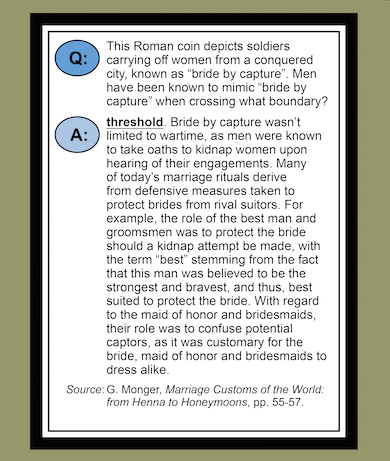 Q:
This Roman coin depicts soldiers
carrying off women from a conquered
city, known as “bride by capture”. Men
have been known to mimic “bride by
capture” when crossing what boundary?
A:
threshold. Bride by capture wasn’t
limited to wartime, as men were known
to take oaths to kidnap women upon
hearing of their engagements. Many
of today’s marriage rituals derive
from defensive measures taken to
protect brides from rival suitors. For
example, the role of the best man and
groomsmen was to protect the bride
should a kidnap attempt be made, with
the term “best” stemming from the fact
that this man was believed to be the
strongest and bravest, and thus, best
suited to protect the bride. With regard
to the maid of honor and bridesmaids,
their role was to confuse potential
captors, as it was customary for the
bride, maid of honor and bridesmaids to
dress alike.
Source: G. Monger, Marriage Customs of the World:
from Henna to Honeymoons, pp. 55-57.